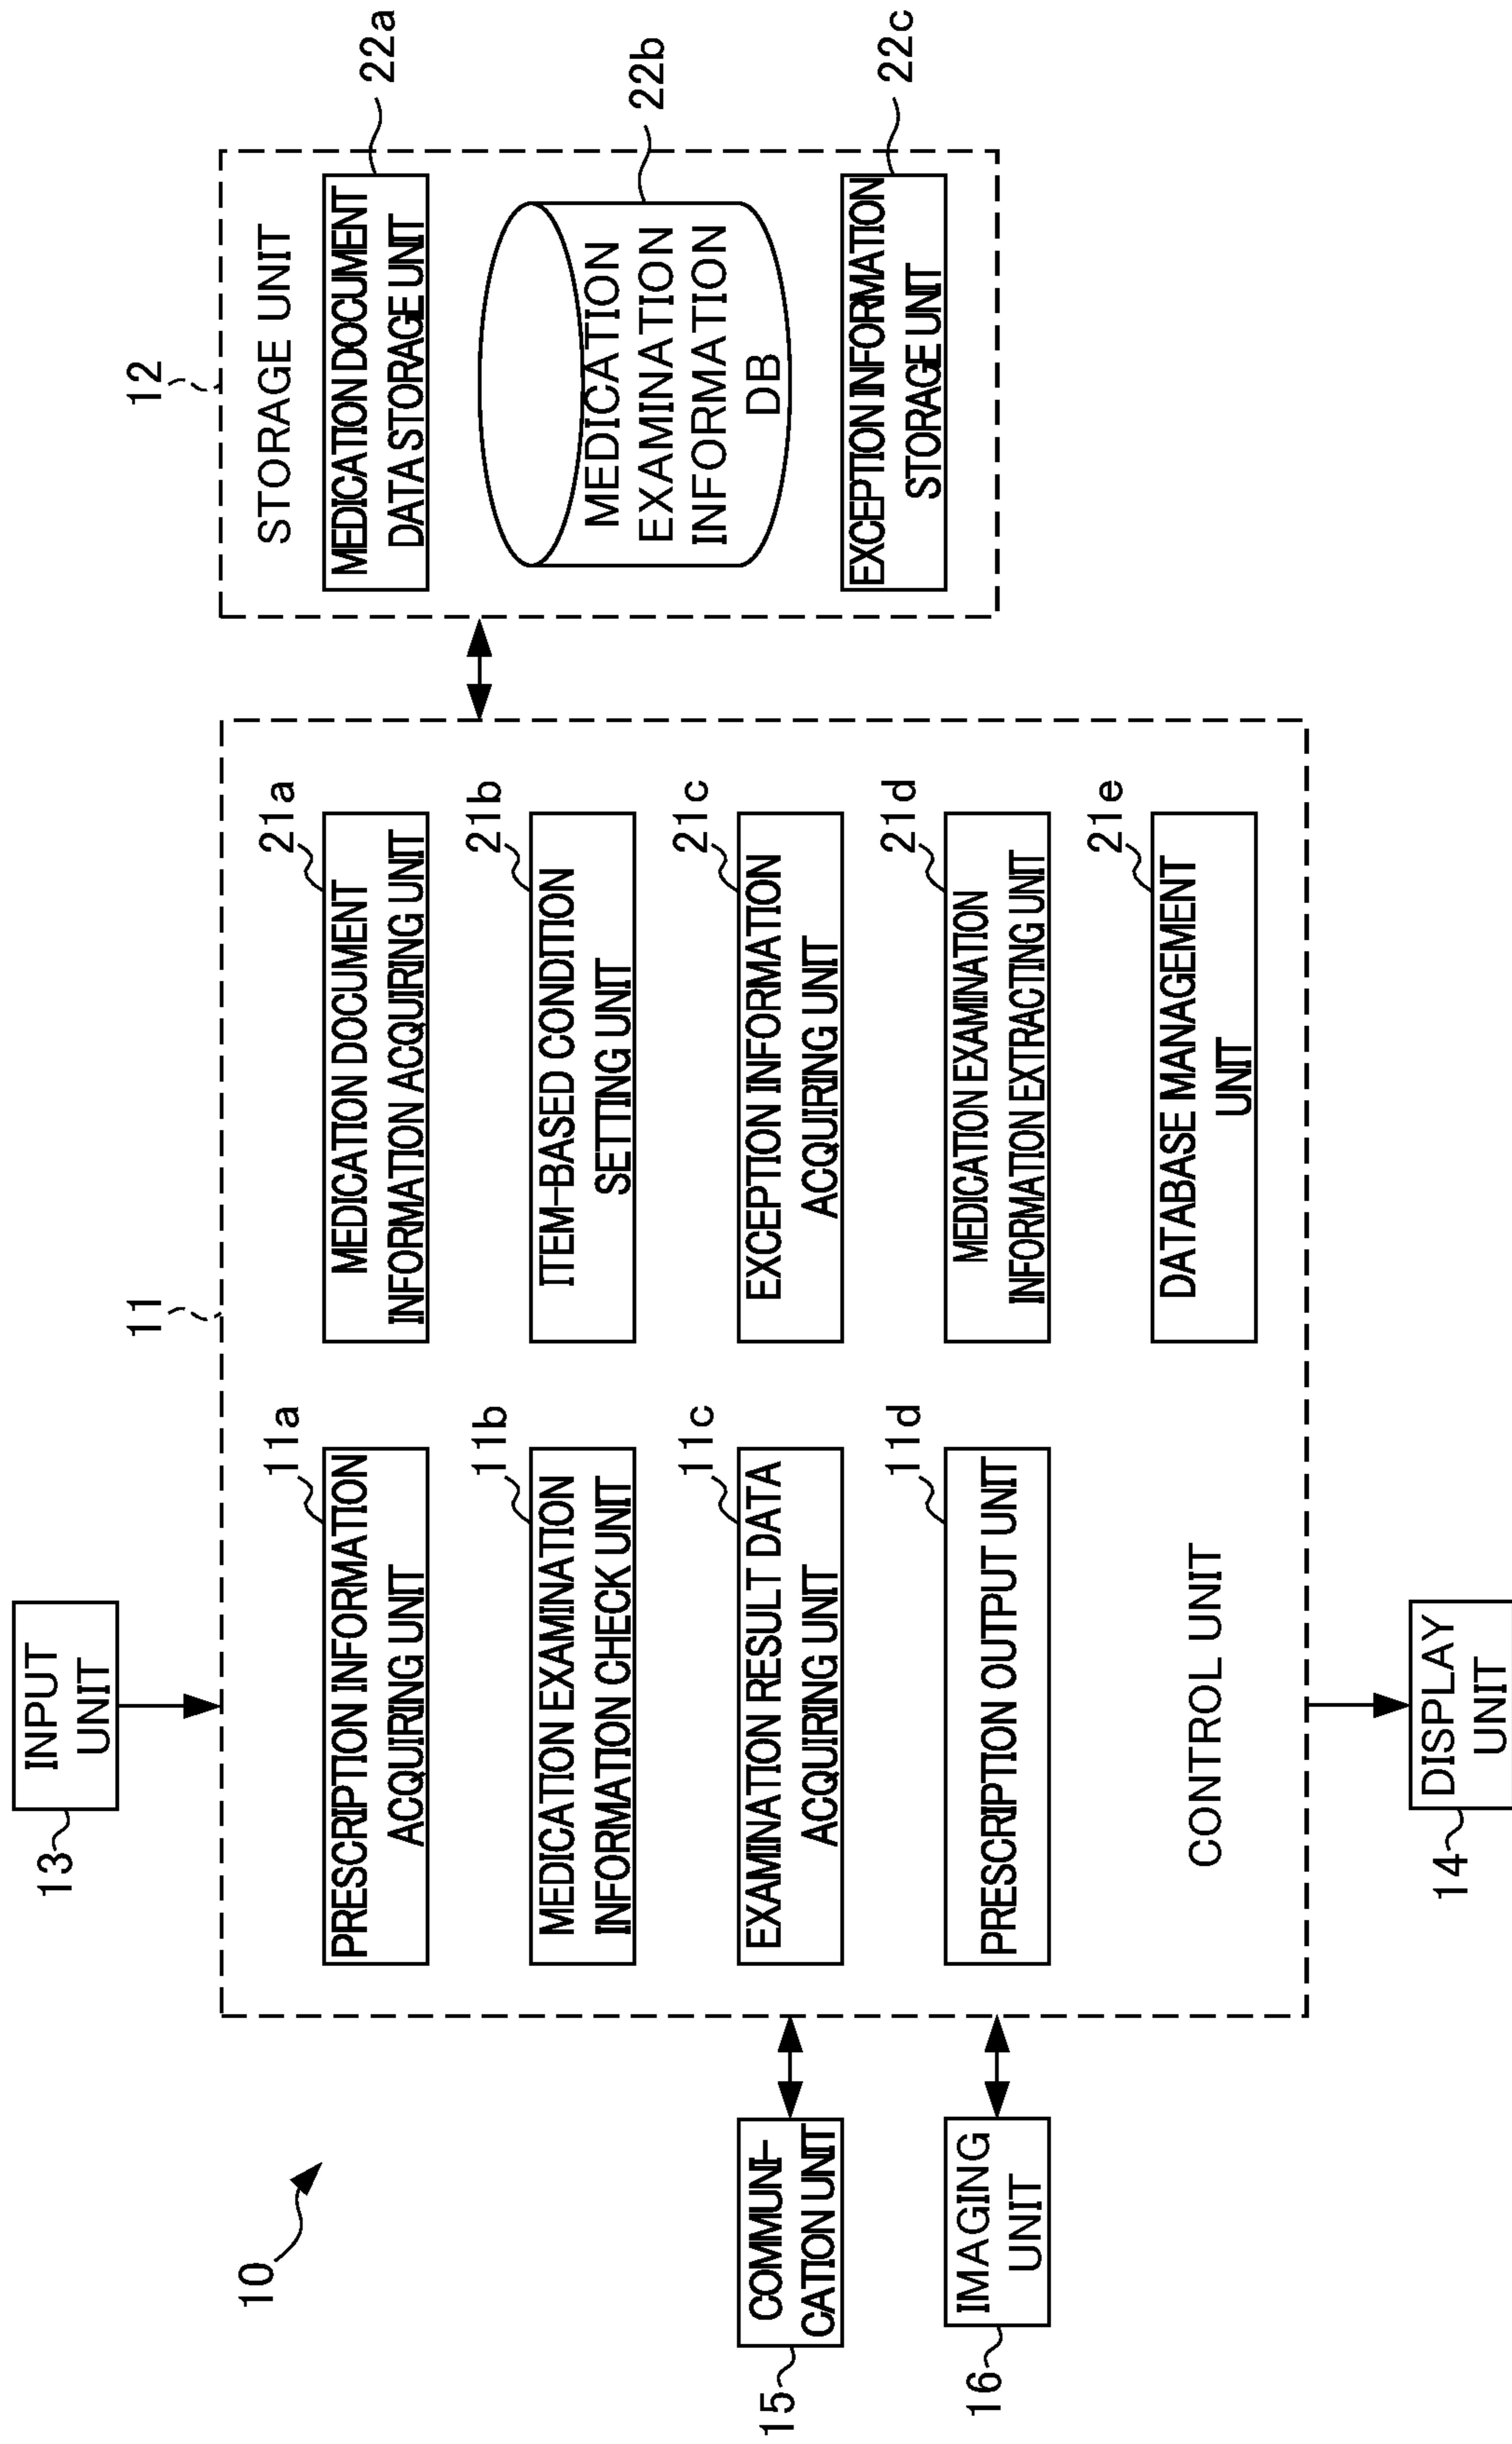 10
13
INPUT
UNIT
11
12
STORAGE UNIT
11a
PRESCRIPTION INFORMATION
ACQUIRING UNIT
21a
MEDICATION DOCUMENT
INFORMATION ACQUIRING UNIT
22a
MEDICATION DOCUMENT
DATA STORAGE UNIT
11b
MEDICATION EXAMINATION
INFORMATION CHECK UNIT
21b
ITEM-BASED CONDITION
SETTING UNIT
22b
MEDICATION
EXAMINATION
INFORMATION
DB
15
COMMUNI-
CATION UNIT
11c
EXAMINATION RESULT DATA
ACQUIRING UNIT
21c
EXCEPTION INFORMATION
ACQUIRING UNIT
22c
EXCEPTION INFORMATION
STORAGE UNIT
16
IMAGING
UNIT
11d
PRESCRIPTION OUTPUT UNIT
21d
MEDICATION EXAMINATION
INFORMATION EXTRACTING UNIT
21e
DATABASE MANAGEMENT
UNIT
CONTROL UNIT
14
DISPLAY
UNIT